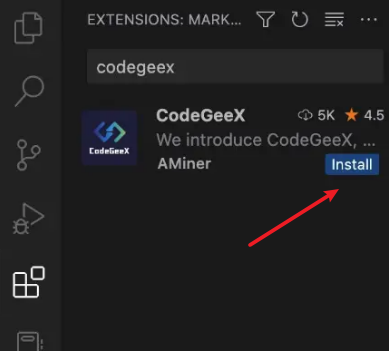 EXTENSIONS: MARK...
codegeex
CodeGeeX 5K 4.5
We introduce CodeGeeX, ...
AMiner Install
CodeGeeX